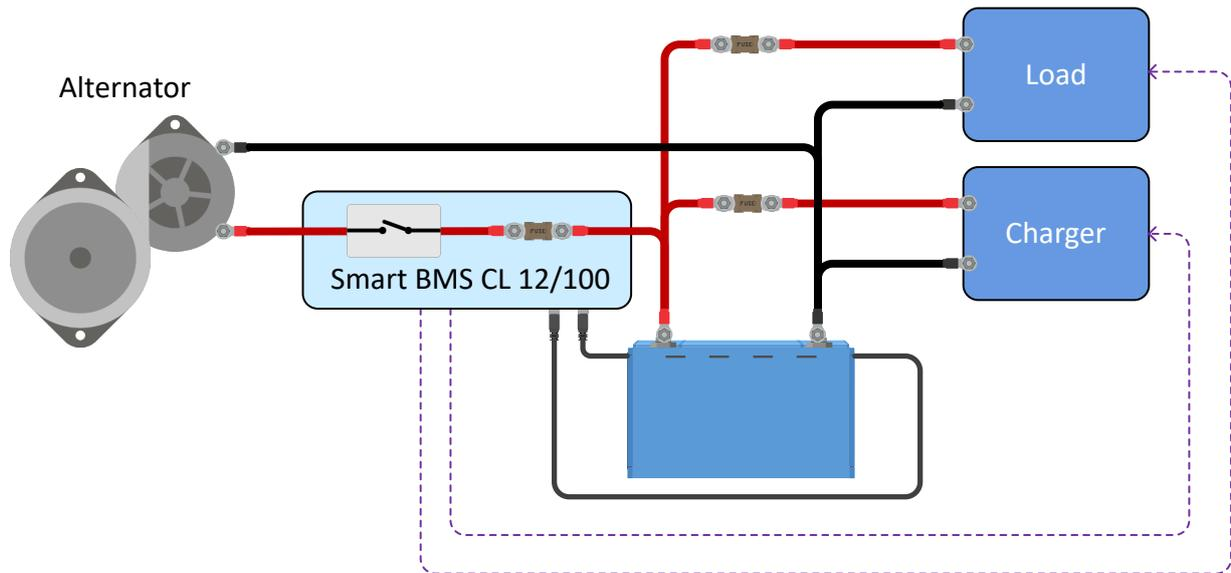 Alternator
FUSE
Load
FUSE
Charger
FUSE
Smart BMS CL 12/100